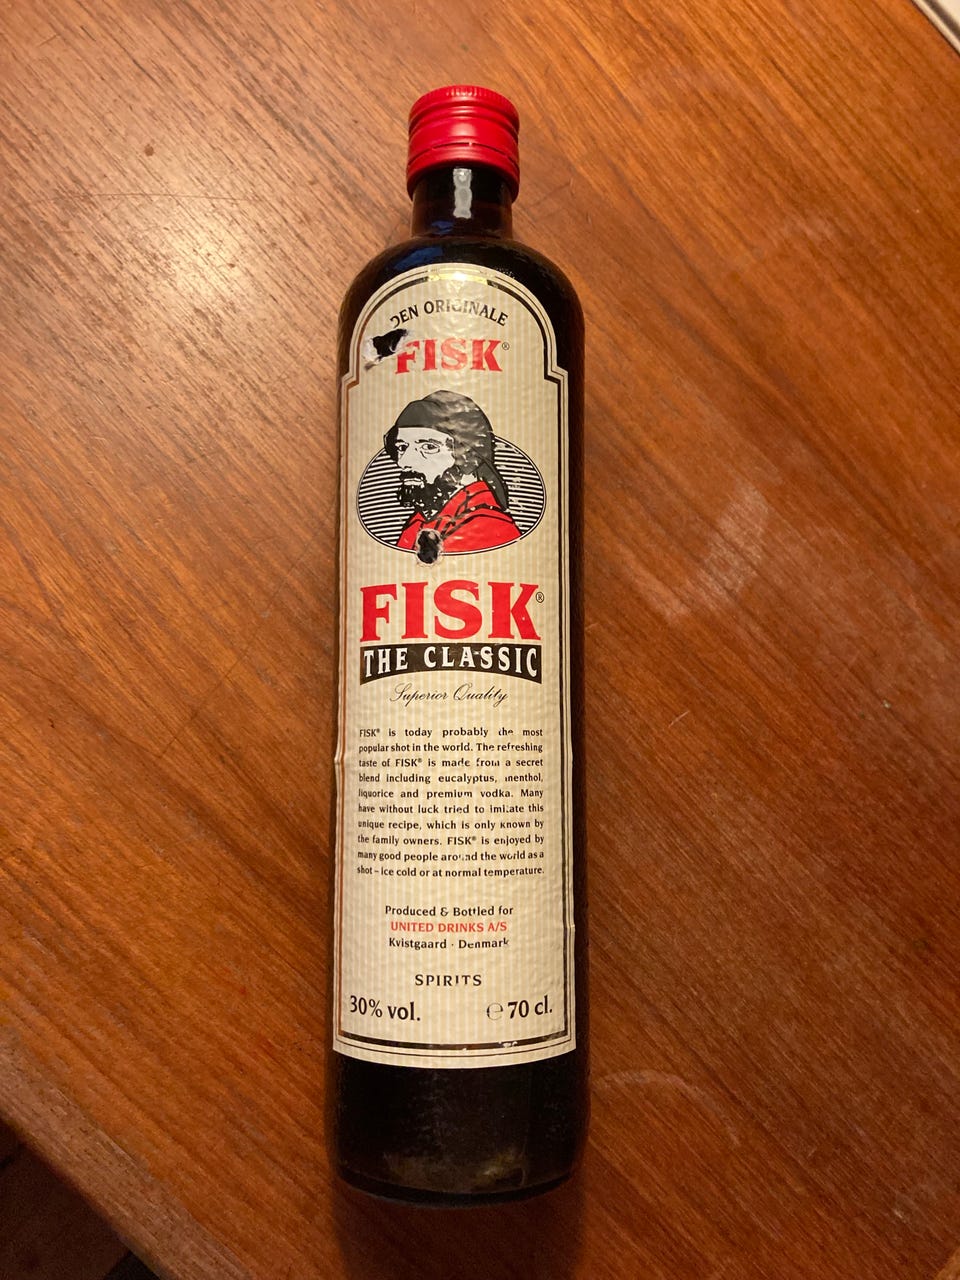 DEN ORIGINALE
FISK®
FISK®
THE CLASSIC
Superior Quality
FISK® is today probably the most
popular shot in the world. The refreshing
taste of FISK® is made from a secret
blend including eucalyptus, menthol,
liquorice and premium vodka. Many
have without luck tried to imitate this
unique recipe, which is only known by
the family owners. FISK® is enjoyed by
many good people around the world as a
shot – ice cold or at normal temperature.
Produced & Bottled for
UNITED DRINKS A/S
Kvistgaard · Denmark
SPIRITS
30% vol. ℮ 70 cl.